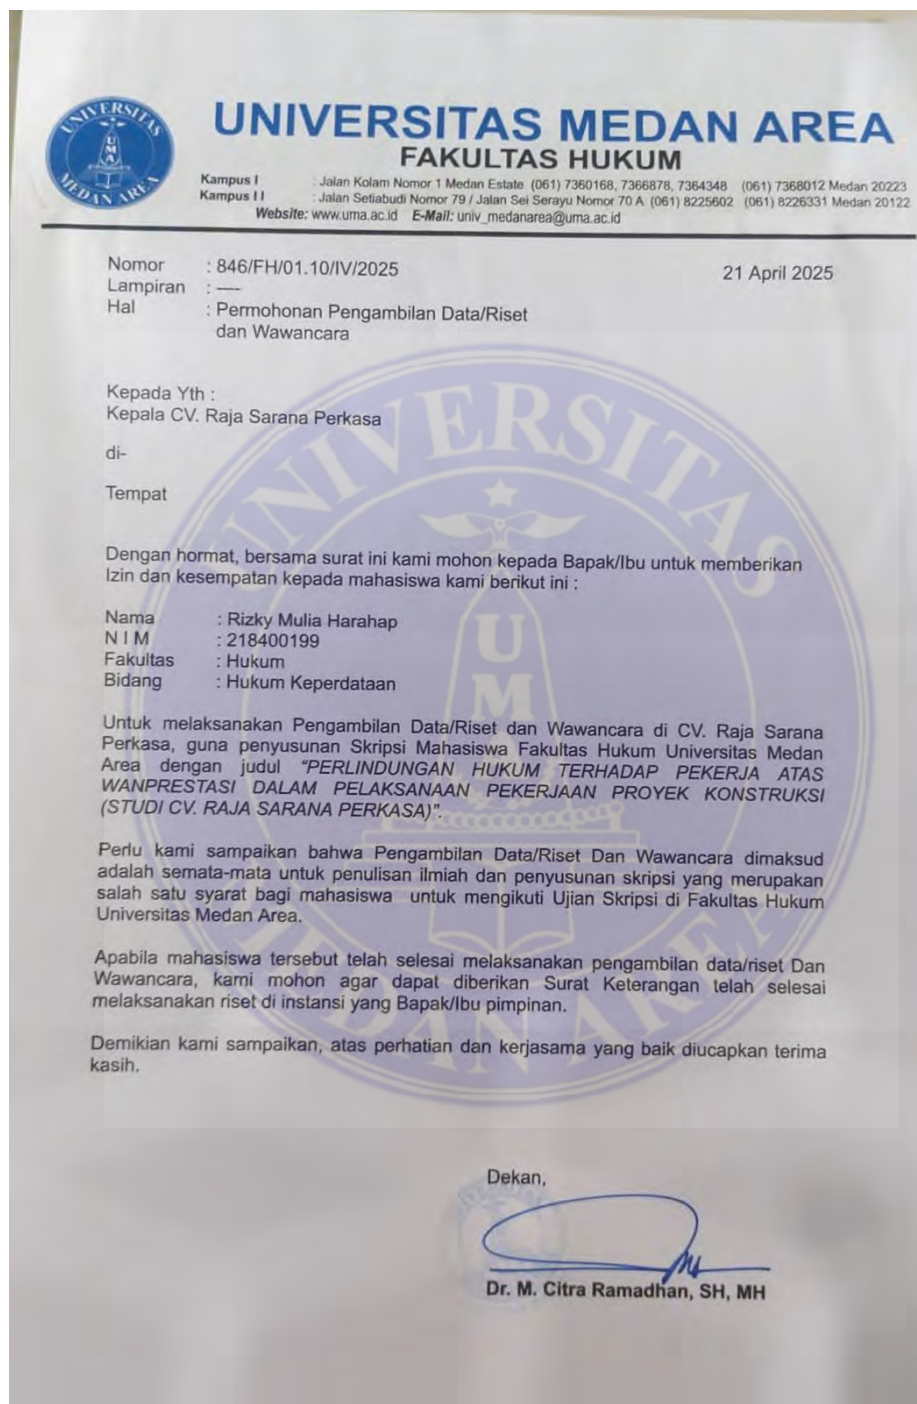 UNIVERSITAS MEDAN AREA
FAKULTAS HUKUM
Kampus I : Jalan Kolam Nomor 1 Medan Estate (061) 7360168, 7366878, 7364348 (061) 7368012 Medan 20223
Kampus II : Jalan Setiabudi Nomor 79 / Jalan Sei Serayu Nomor 70 A (061) 8225602 (061) 8226331 Medan 20122
Website: www.uma.ac.id E-Mail: univ_medanarea@uma.ac.id
UNIVERSITAS
UMA
MEDAN AREA
Nomor : 846/FH/01.10/IV/2025 21 April 2025
Lampiran : ----
Hal : Permohonan Pengambilan Data/Riset
dan Wawancara
Kepada Yth :
Kepala CV. Raja Sarana Perkasa
di-
Tempat
Dengan hormat, bersama surat ini kami mohon kepada Bapak/Ibu untuk memberikan
Izin dan kesempatan kepada mahasiswa kami berikut ini :
Nama : Rizky Mulia Harahap
N I M : 218400199
Fakultas : Hukum
Bidang : Hukum Keperdataan
Untuk melaksanakan Pengambilan Data/Riset dan Wawancara di CV. Raja Sarana
Perkasa, guna penyusunan Skripsi Mahasiswa Fakultas Hukum Universitas Medan
Area dengan judul "PERLINDUNGAN HUKUM TERHADAP PEKERJA ATAS
WANPRESTASI DALAM PELAKSANAAN PEKERJAAN PROYEK KONSTRUKSI
(STUDI CV. RAJA SARANA PERKASA)".
Perlu kami sampaikan bahwa Pengambilan Data/Riset Dan Wawancara dimaksud
adalah semata-mata untuk penulisan ilmiah dan penyusunan skripsi yang merupakan
salah satu syarat bagi mahasiswa untuk mengikuti Ujian Skripsi di Fakultas Hukum
Universitas Medan Area.
Apabila mahasiswa tersebut telah selesai melaksanakan pengambilan data/riset Dan
Wawancara, kami mohon agar dapat diberikan Surat Keterangan telah selesai
melaksanakan riset di instansi yang Bapak/Ibu pimpinan.
Demikian kami sampaikan, atas perhatian dan kerjasama yang baik diucapkan terima
kasih.
UNIVERSITAS
UMA
MEDAN AREA
Dekan,
Dr. M. Citra Ramadhan, SH, MH